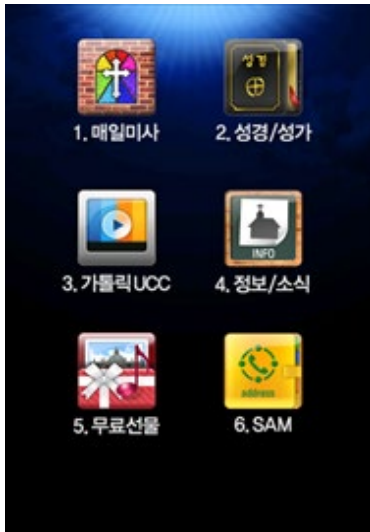 성경
1. 매일미사
2. 성경/성가
INFO
3. 가톨릭UCC
4. 정보/소식
address
5. 무료선물
6. SAM